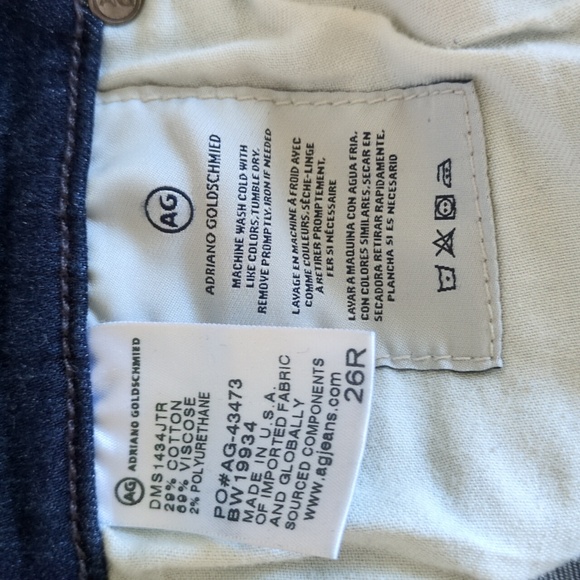 AG
AG
ADRIANO GOLDSCHMIED
MACHINE WASH COLD WITH
LIKE COLORS, TUMBLE DRY.
REMOVE PROMPTLY, IRON IF NEEDED
LAVAGE EN MACHINE À FROID AVEC
COMME COULEURS, SÈCHE-LINGE
À RETIRER PROMPTEMENT,
FER SI NÉCESSAIRE
LAVAR A MAQUINA CON AGUA FRIA.
CON COLORES SIMILARES, SECAR EN
SECADORA RETIRAR RAPIDAMENTE.
PLANCHA SI ES NECESARIO
AG ADRIANO GOLDSCHMIED
DMS1434JTR
29% COTTON
69% VISCOSE
2% POLYURETHANE
PO#AG-43473
BW19934
MADE IN U.S.A.
OF IMPORTED FABRIC
AND GLOBALLY
SOURCED COMPONENTS
www.agjeans.com
26R